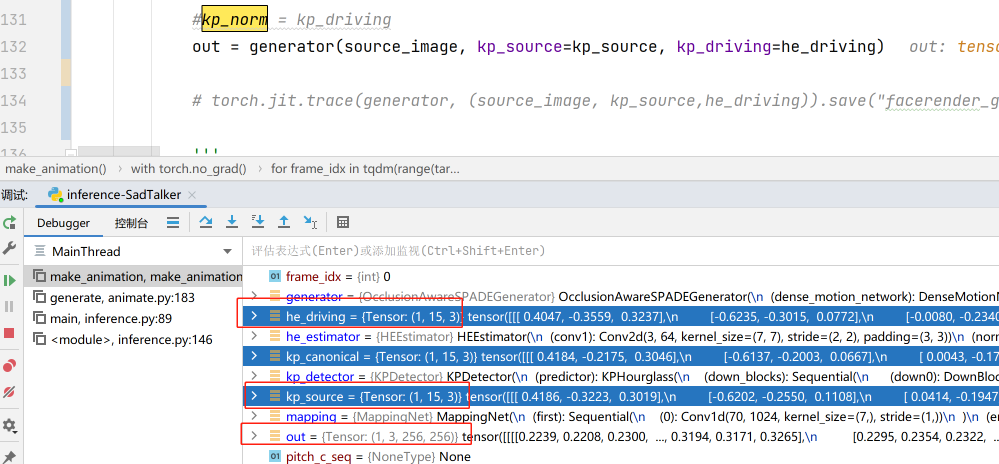 131 #kp_norm = kp_driving
132 out = generator(source_image, kp_source=kp_source, kp_driving=he_driving) out: tenso
133
134 # torch.jit.trace(generator, (source_image, kp_source,he_driving)).save("facerender_g
135
136 '''
make_animation() › with torch.no_grad() › for frame_idx in tqdm(range(tar...
调试: inference-SadTalker ×
Debugger 控制台
MainThread
评估表达式(Enter)或添加监视(Ctrl+Shift+Enter)
make_animation, make_animation
generate, animate.py:183
main, inference.py:89
<module>, inference.py:146
01 frame_idx = {int} 0
generator = {OcclusionAwareSPADEGenerator} OcclusionAwareSPADEGenerator(\n (dense_motion_network): DenseMotionN
he_driving = {Tensor: (1, 15, 3)} tensor([[[ 0.4047, -0.3559, 0.3237],\n [-0.6235, -0.3015, 0.0772],\n [-0.0080, -0.2340
he_estimator = {HEEstimator} HEEstimator(\n (conv1): Conv2d(3, 64, kernel_size=(7, 7), stride=(2, 2), padding=(3, 3))\n (norm
kp_canonical = {Tensor: (1, 15, 3)} tensor([[[ 0.4184, -0.2175, 0.3046],\n [-0.6137, -0.2003, 0.0667],\n [ 0.0043, -0.17
kp_detector = {KPDetector} KPDetector(\n (predictor): KPHourglass(\n (down_blocks): Sequential(\n (down0): DownBloc
kp_source = {Tensor: (1, 15, 3)} tensor([[[ 0.4186, -0.3223, 0.3019],\n [-0.6202, -0.2550, 0.1108],\n [ 0.0414, -0.1947
mapping = {MappingNet} MappingNet(\n (first): Sequential(\n (0): Conv1d(70, 1024, kernel_size=(7,), stride=(1,))\n )\n (en
out = {Tensor: (1, 3, 256, 256)} tensor([[[[0.2239, 0.2208, 0.2300, ..., 0.3194, 0.3171, 0.3265],\n [0.2295, 0.2354, 0.2322, ...
01 pitch_c_seq = {NoneType} None